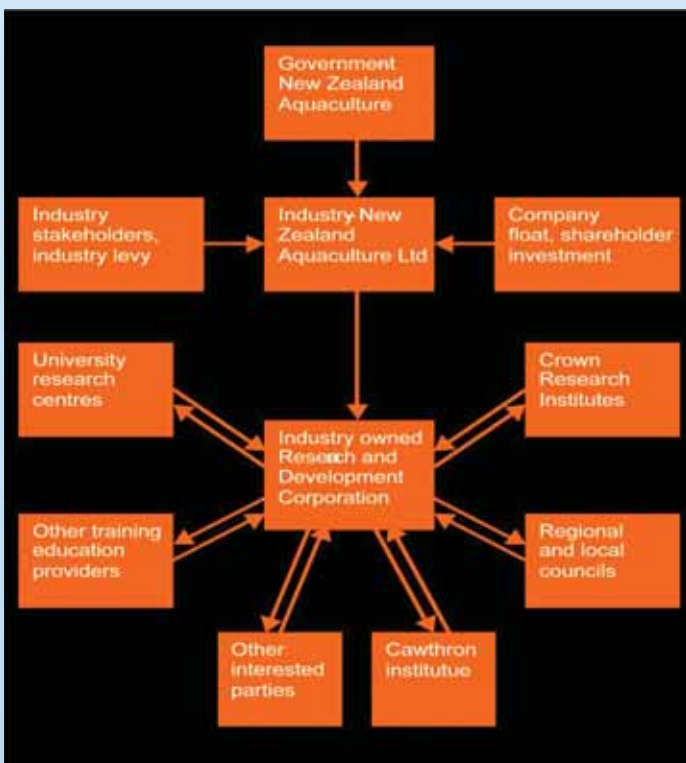 Government
New Zealand
Aquaculture
Industry
stakeholders,
industry levy
Industry New
Zealand
Aquaculture Ltd
Company
float, shareholder
investment
University
research
centres
Crown
Research
Institutes
Industry owned
Research and
Development
Corporation
Other training
education
providers
Regional
and local
councils
Other
interested
parties
Cawthron
institutue